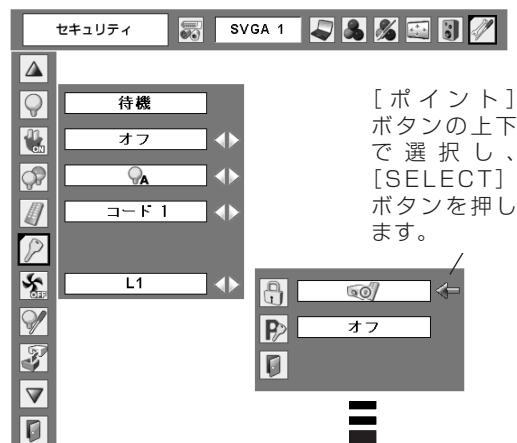 セキュリティ
SVGA 1
待機
オフ
A
コード 1
L1
ON
OFF
[ポイント]
ボタンの上下
で選択し、
[SELECT]
ボタンを押し
ます。
P
オフ